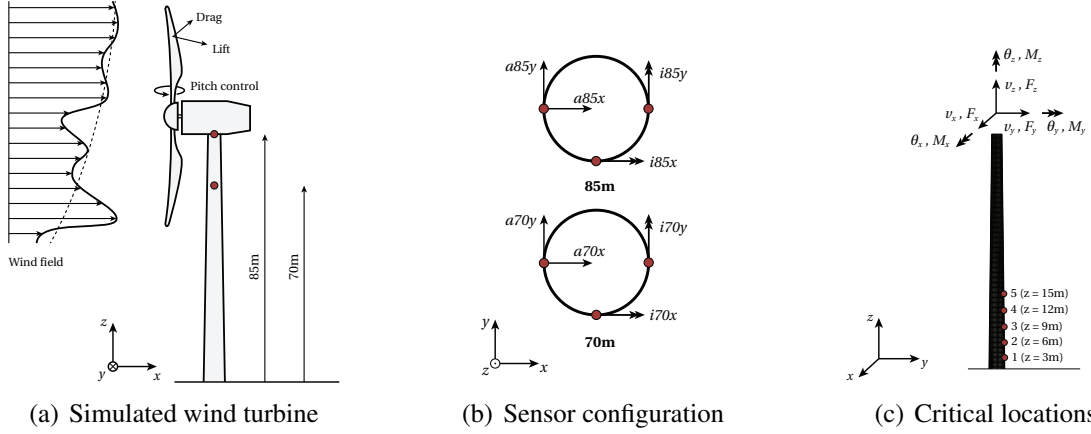 Drag
Lift
Pitch control
85m
70m
Wind field
z
y
x
(a) Simulated wind turbine
a85y
i85y
a85x
i85x
85m
a70y
i70y
a70x
i70x
70m
y
z
x
(b) Sensor configuration
θz , Mz
vz , Fz
vx , Fx
vy , Fy
θy , My
θx , Mx
5 (z = 15m)
4 (z = 12m)
3 (z = 9m)
2 (z = 6m)
1 (z = 3m)
z
y
x
(c) Critical locations